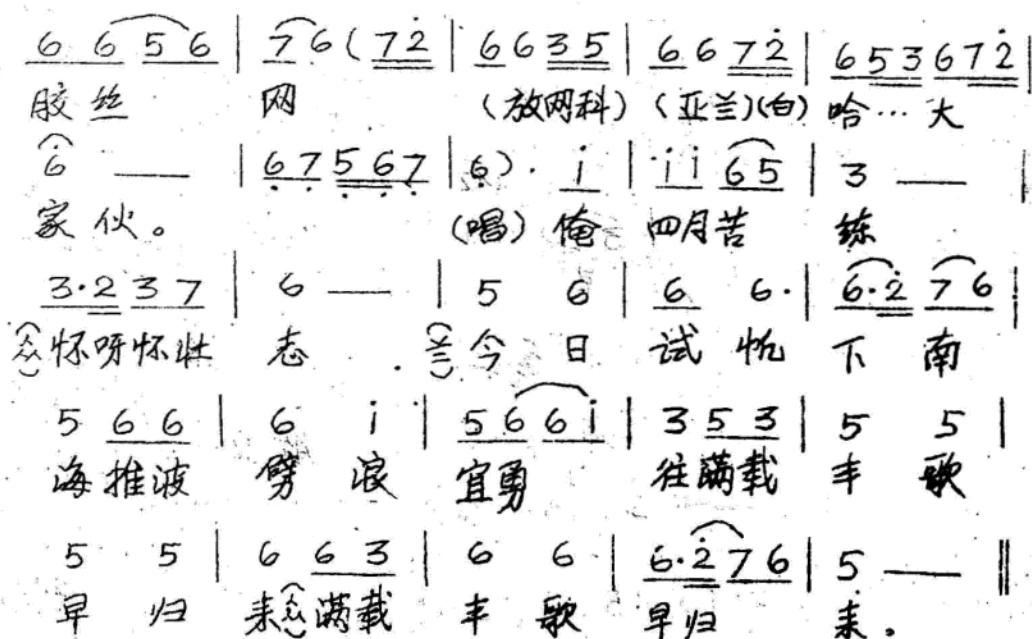 6 6 5 6 | 7 6 ( 7 2̇ | 6 6 3 5 | 6 6 7 2̇ | 6 5 3 6 7 2̇ |
胶丝 网 (放网科) (亚兰)(白) 哈… 大
6 — | 6̣ 7̣ 5̣ 6̣ 7̣ | 6̣ ) · i̇ | i̇ i̇ 6 5 | 3 — |
家伙。 (唱) 俺 四月苦 练
3·2 3 7 | 6 — | 5 6 | 6 6· | 6·2̇ 7 6 |
(众)怀呀怀壮 志. (兰)今 日 试 帆 下 南
5 6 6 | 6 i̇ | 5 6 6 i̇ | 3 5 3 | 5 5 |
海推波 劈 浪 宜勇 往满载 丰 歌
5 5 | 6 6 3 | 6 6 | 6·2̇ 7 6 | 5 — ‖
早 归 来(众)满载 丰 歌 早归 来。